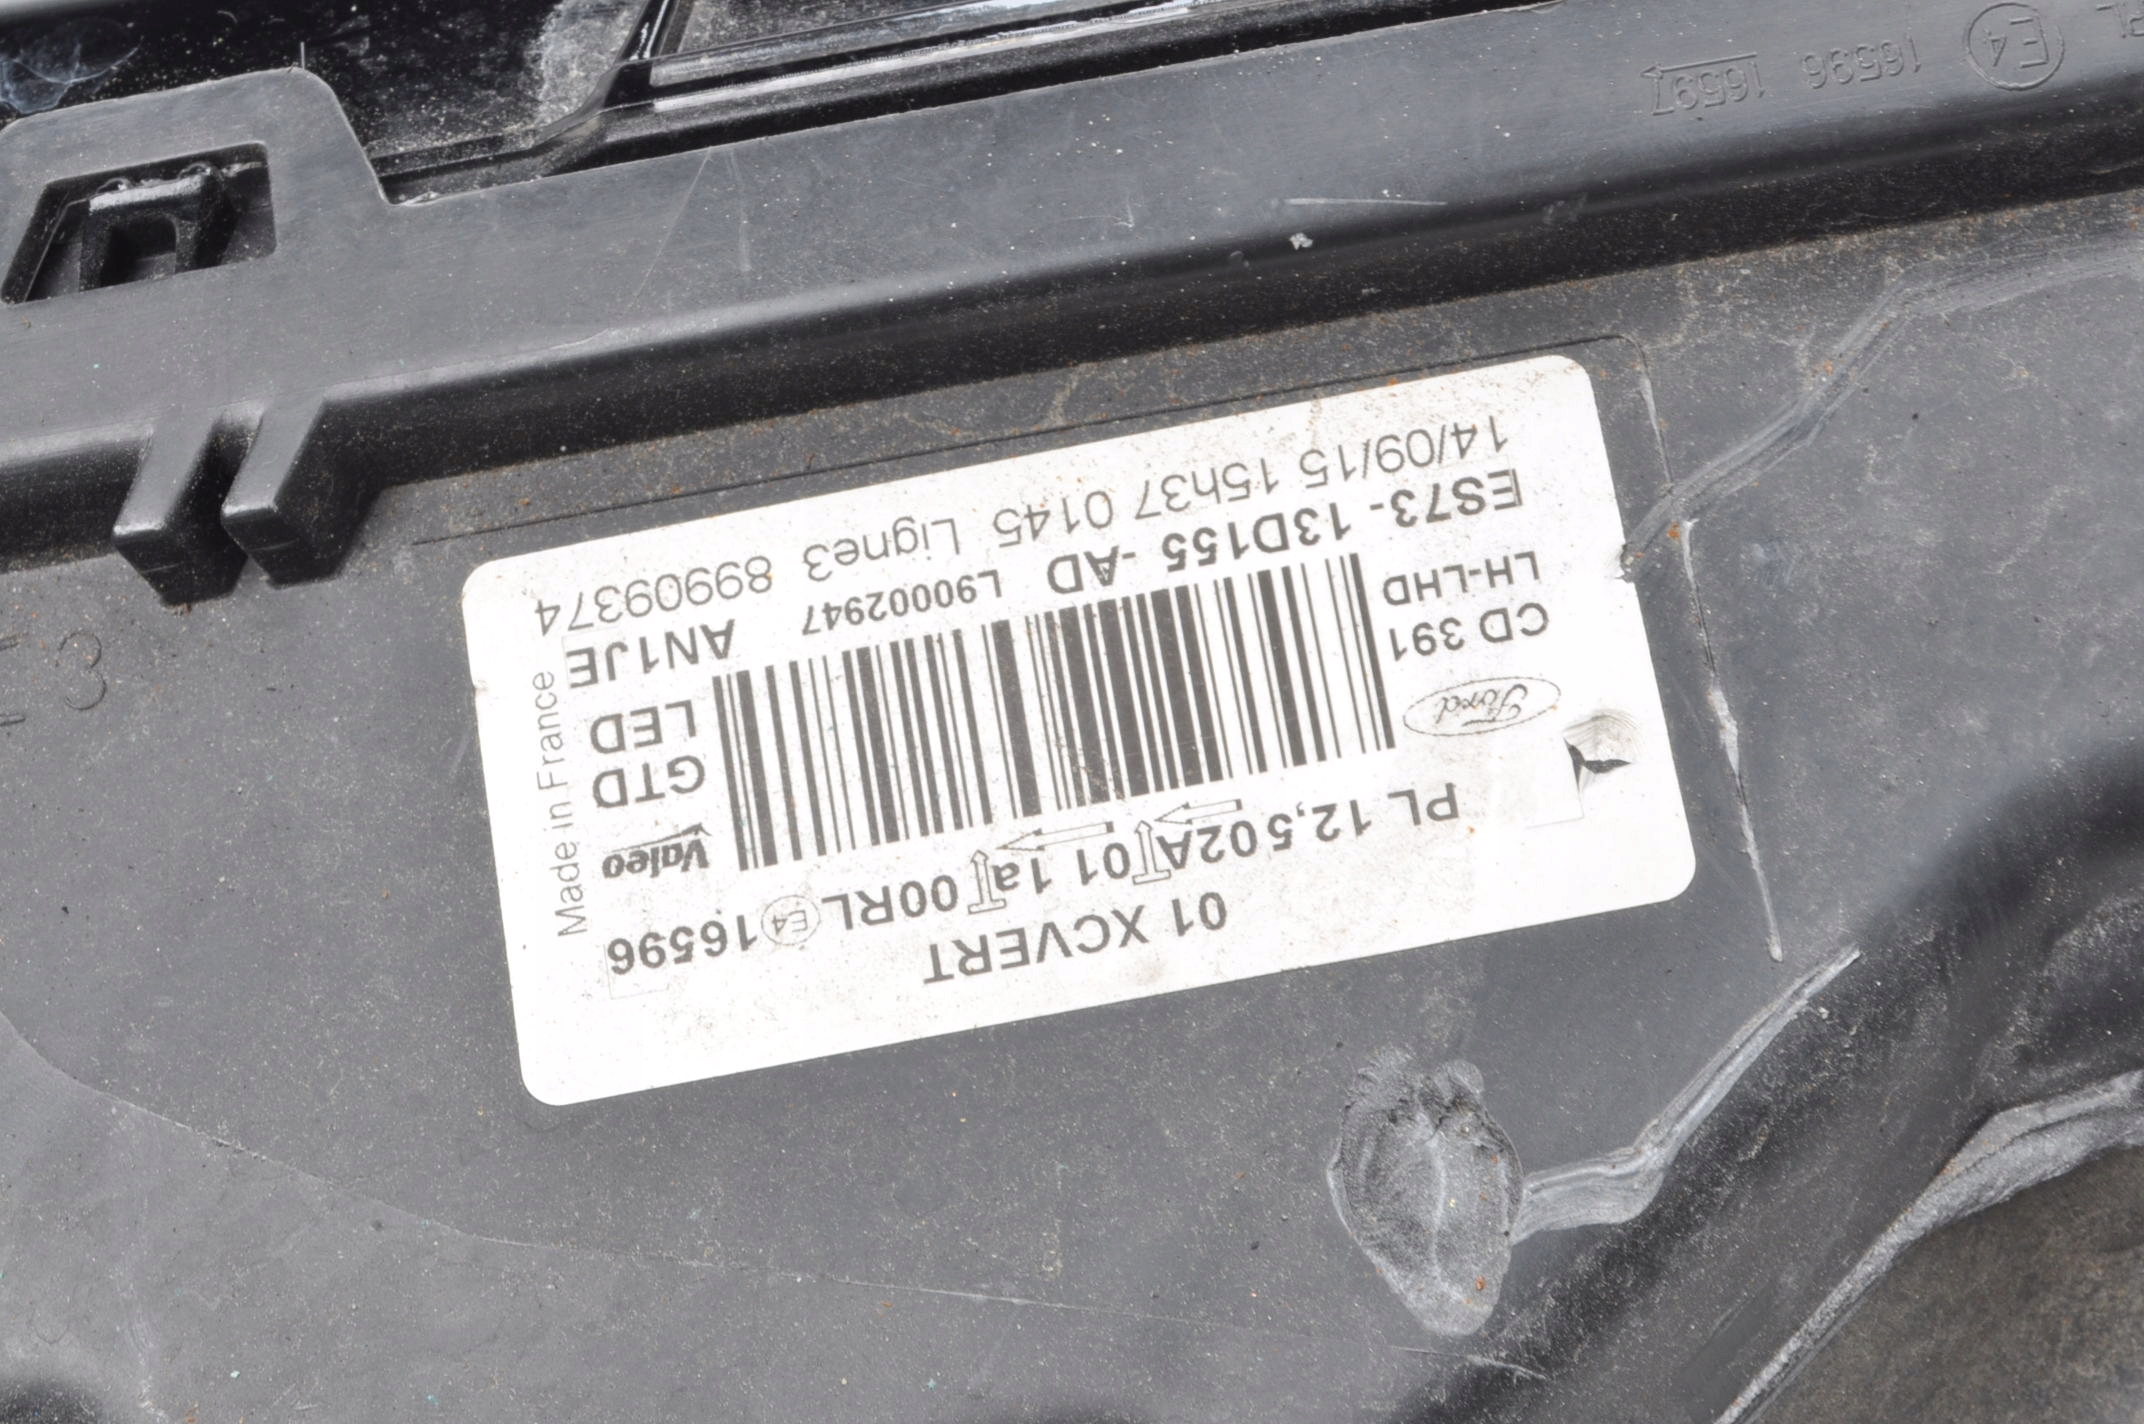 01 XCVERT
PL 12,5 02A 01 1a 00RL E4 16596
Ford
CD 391
LH-LHD
Valeo
GTD
LED
AN1JE
Made in France
L90002947
ES73-13D155-AD
14/09/15 15h37 0145 Ligne3 89909374
PL E4 16596 16597